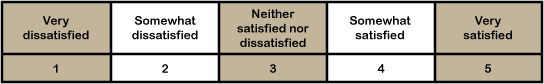 Very dissatisfied
Somewhat dissatisfied
Neither satisfied nor dissatisfied
Somewhat satisfied
Very satisfied
1 2 3 4 5